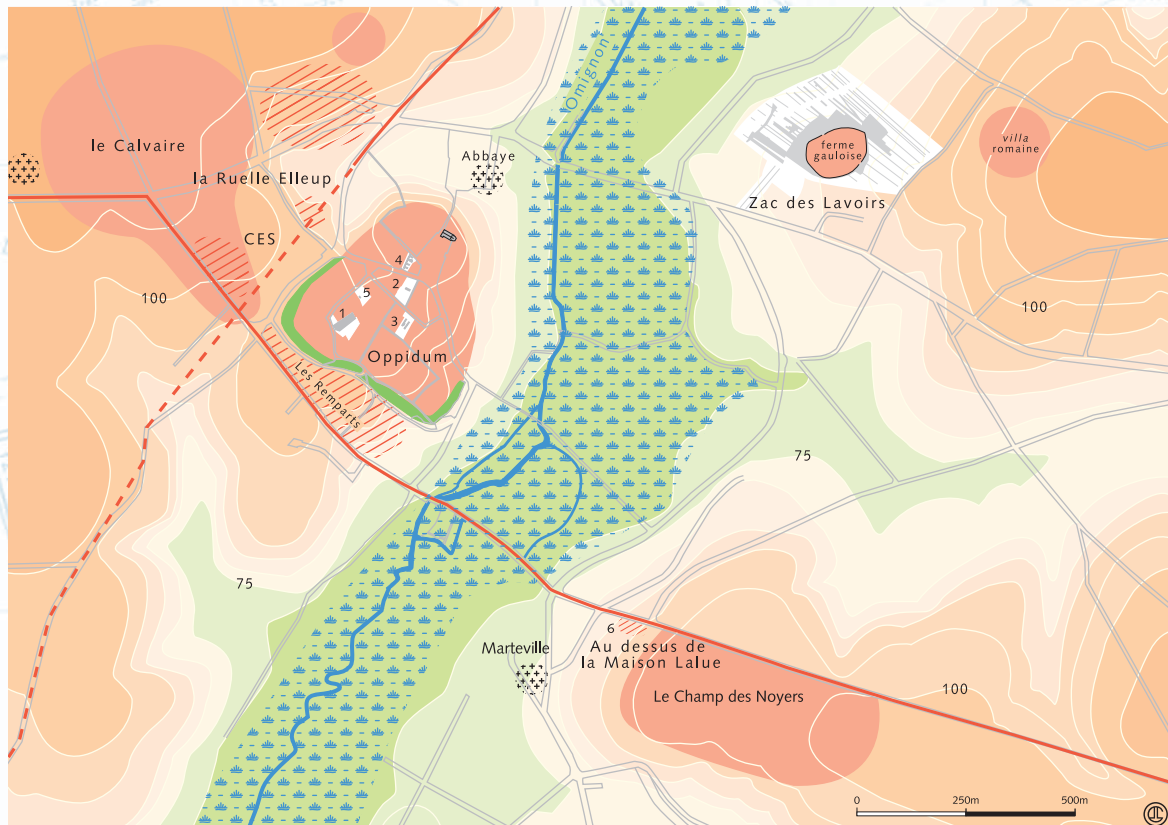 Omignon
le Calvaire
Abbaye
ferme
gauloise
villa
romaine
la Ruelle Elleup
Zac des Lavoirs
CES
4
2
5
1
3
100
100
Oppidum
Les Remparts
75
75
6
Marteville
Au dessus de
la Maison Lalue
Le Champ des Noyers
100
0
250m
500m